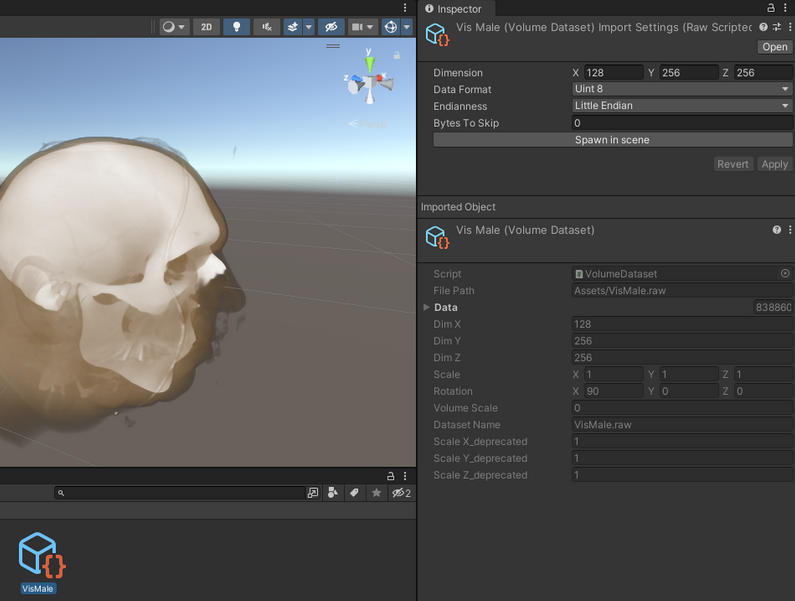 Inspector
2D
Vis Male (Volume Dataset) Import Settings (Raw Scripted
Open
Dimension X 128 Y 256 Z 256
Data Format Uint 8
Endianness Little Endian
Bytes To Skip 0
Spawn in scene
Revert Apply
y
z
x
Imported Object
Vis Male (Volume Dataset)
Script VolumeDataset
File Path Assets/VisMale.raw
Data 838860
Dim X 128
Dim Y 256
Dim Z 256
Scale X 1 Y 1 Z 1
Rotation X 90 Y 0 Z 0
Volume Scale 0
Dataset Name VisMale.raw
Scale X_deprecated 1
Scale Y_deprecated 1
Scale Z_deprecated 1
2
VisMale